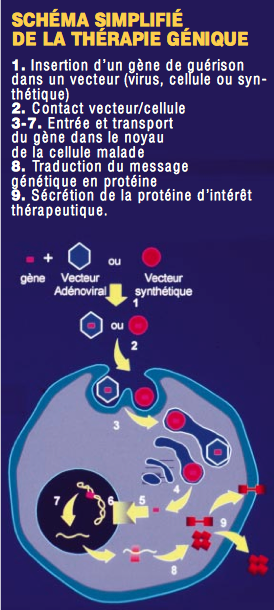 SCHÉMA SIMPLIFIÉ
DE LA THÉRAPIE GÉNIQUE
1. Insertion d'un gène de guérison
dans un vecteur (virus, cellule ou syn-
thétique)
2. Contact vecteur/cellule
3-7. Entrée et transport
du gène dans le noyau
de la cellule malade
8. Traduction du message
génétique en protéine
9. Sécrétion de la protéine d'intérêt
thérapeutique.
+ ou
gène Vecteur Vecteur
Adénoviral synthétique
1
ou
2
3
4
7 6 5
9
8